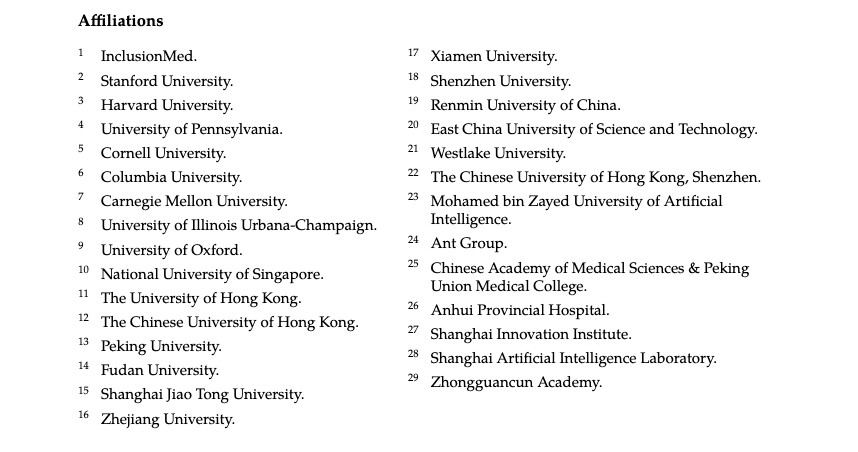 Affiliations
1 InclusionMed.
2 Stanford University.
3 Harvard University.
4 University of Pennsylvania.
5 Cornell University.
6 Columbia University.
7 Carnegie Mellon University.
8 University of Illinois Urbana-Champaign.
9 University of Oxford.
10 National University of Singapore.
11 The University of Hong Kong.
12 The Chinese University of Hong Kong.
13 Peking University.
14 Fudan University.
15 Shanghai Jiao Tong University.
16 Zhejiang University.
17 Xiamen University.
18 Shenzhen University.
19 Renmin University of China.
20 East China University of Science and Technology.
21 Westlake University.
22 The Chinese University of Hong Kong, Shenzhen.
23 Mohamed bin Zayed University of Artificial
Intelligence.
24 Ant Group.
25 Chinese Academy of Medical Sciences & Peking
Union Medical College.
26 Anhui Provincial Hospital.
27 Shanghai Innovation Institute.
28 Shanghai Artificial Intelligence Laboratory.
29 Zhongguancun Academy.